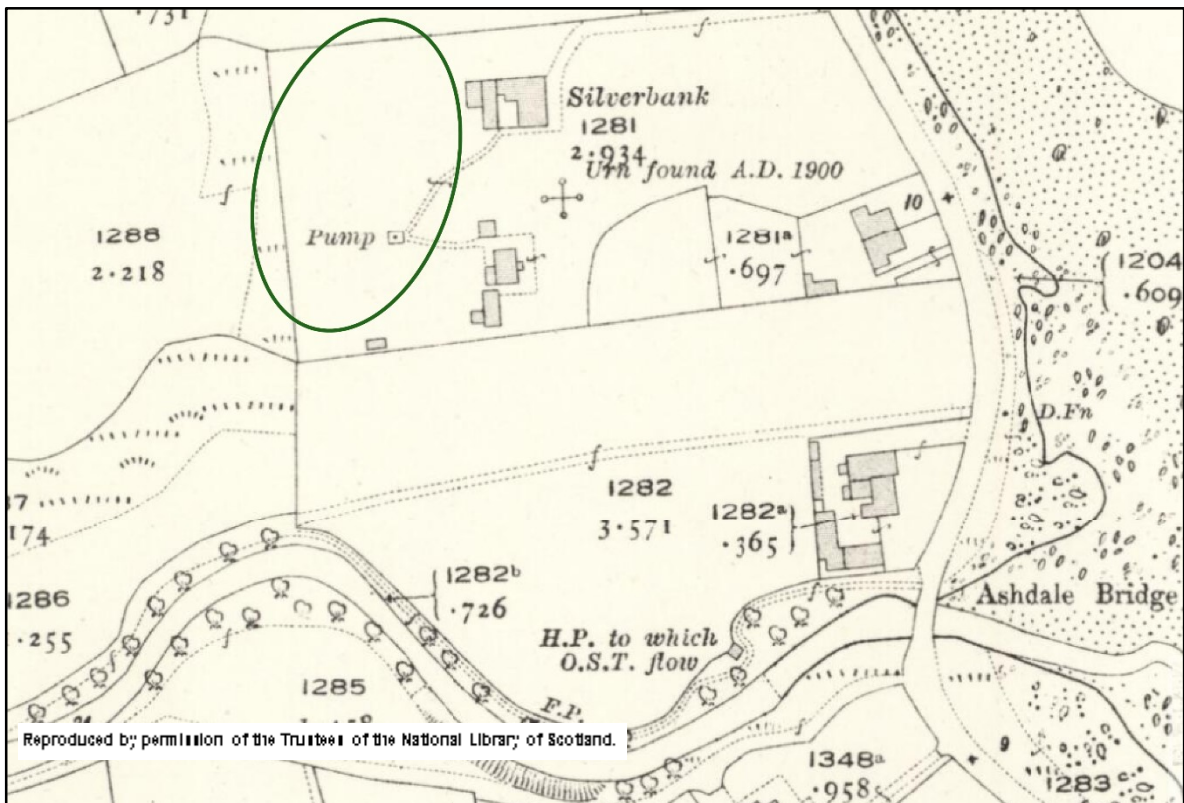 Silverbank
1281
2·934
Urn found A.D. 1900
10
1288
2·218
Pump
1281ª
·697
1204
·609
D.Fn
1282
3·571
1282ª
·365
174
1282ᵇ
·726
1286
·255
Ashdale Bridge
H.P. to which
O.S.T. flow
1285
F.P.
Reproduced by permission of the Trustees of the National Library of Scotland.
1348ª
·958
9
1283